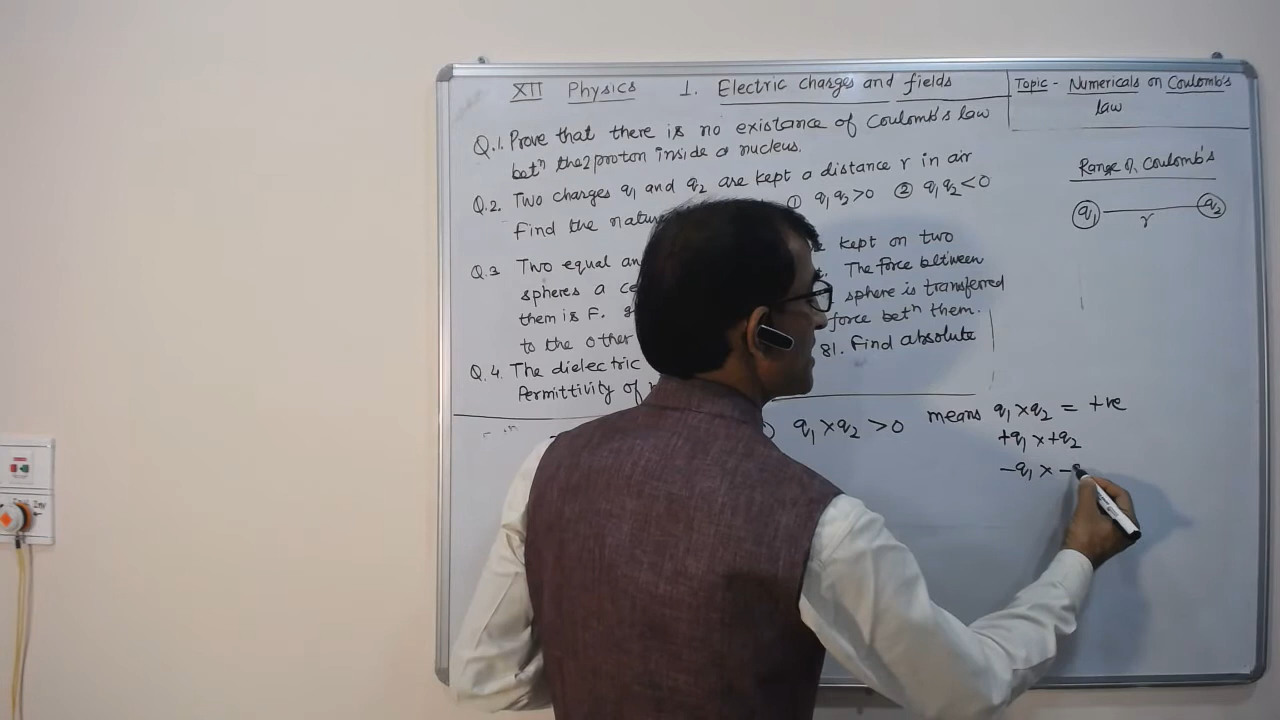 XII Physics 1. Electric charges and fields
Topic - Numericals on Coulomb's
law
Q.1. Prove that there is no existance of Coulomb's law
betⁿ the 2 proton inside a nucleus.
Q.2. Two charges q₁ and q₂ are kept a distance r in air
Find the nature ① q₁q₂>0 ② q₁q₂<0
Q.3 Two equal an kept on two
spheres a ce The force between
them is F. sphere is transferred
to the other force betⁿ them.
Q.4. The dielectric 81. Find absolute
Permittivity of
Range of Coulomb's
q₁ q₂
r
q₁ × q₂ > 0 means q₁ × q₂ = +ve
+q₁ × +q₂
-q₁ × -